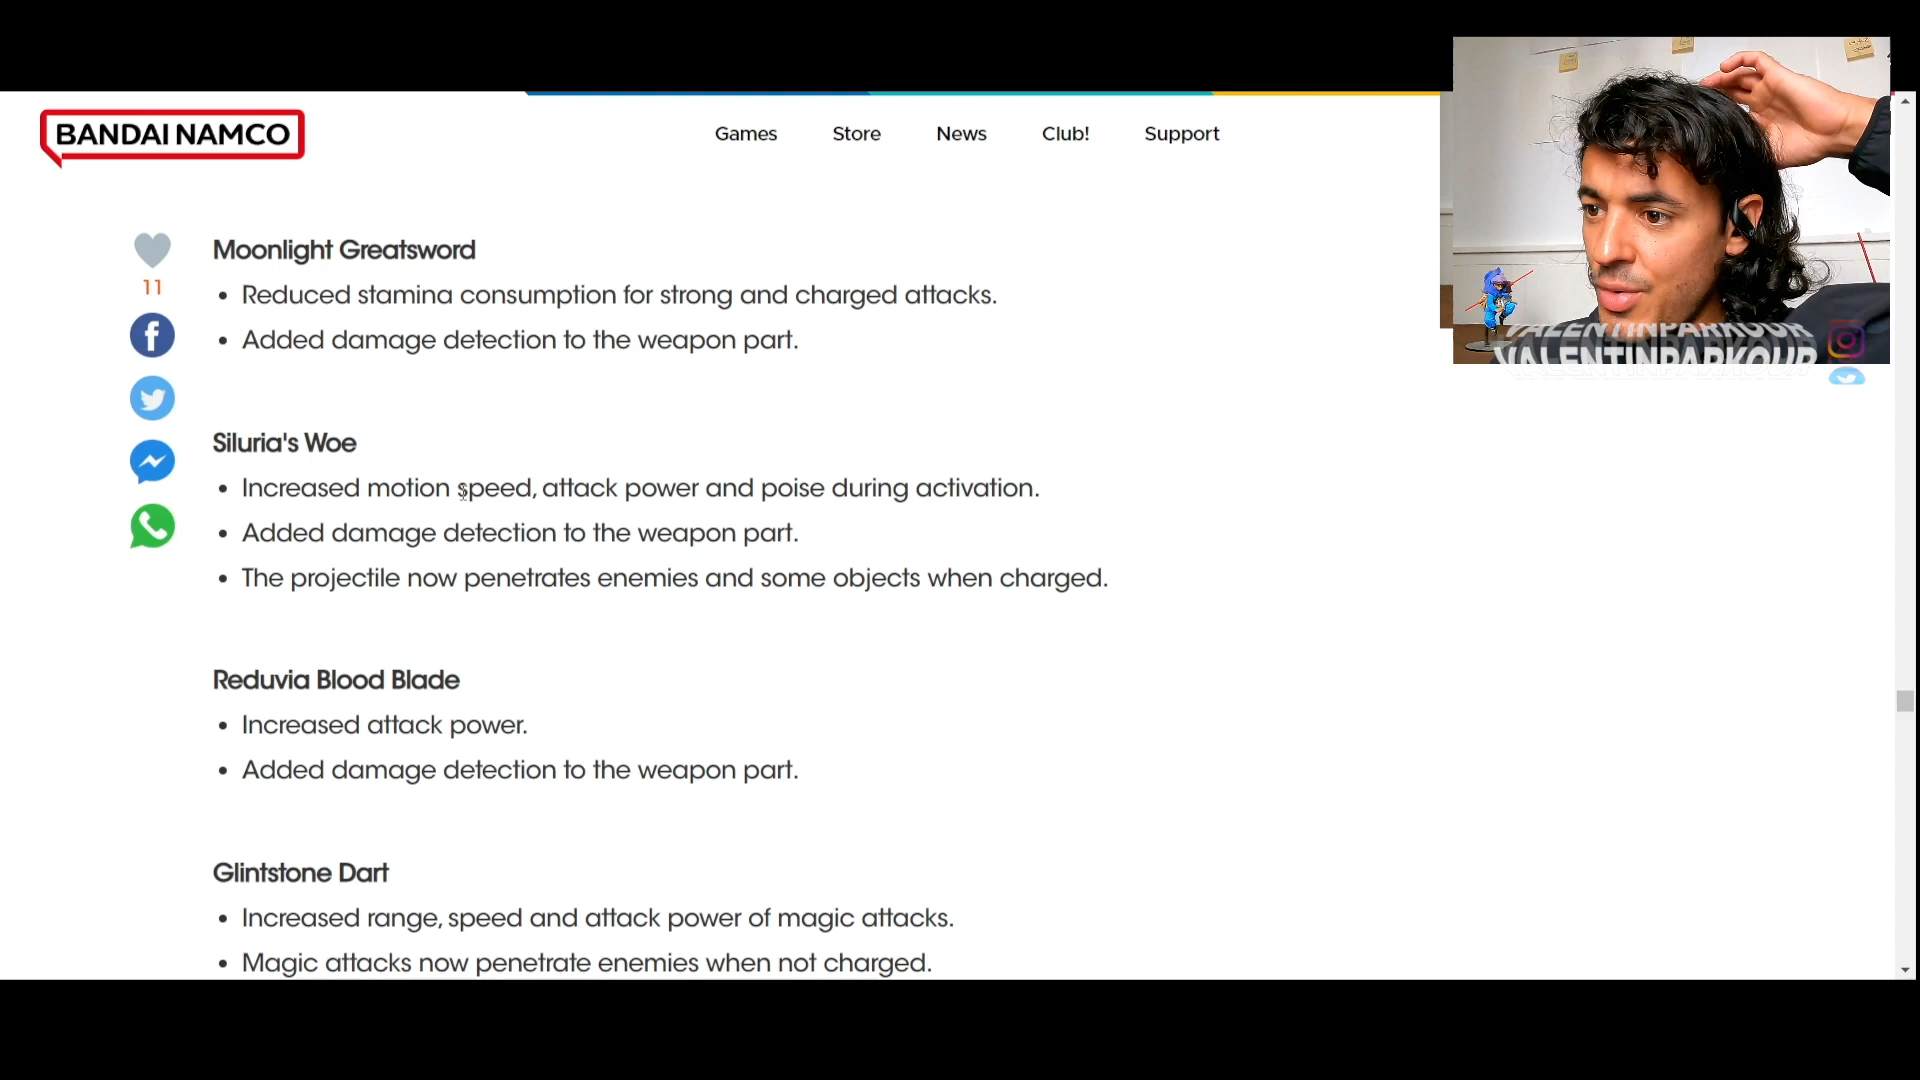 BANDAI NAMCO
Games
Store
News
Club!
Support
11
Moonlight Greatsword
• Reduced stamina consumption for strong and charged attacks.
• Added damage detection to the weapon part.
Siluria's Woe
• Increased motion speed, attack power and poise during activation.
• Added damage detection to the weapon part.
• The projectile now penetrates enemies and some objects when charged.
Reduvia Blood Blade
• Increased attack power.
• Added damage detection to the weapon part.
Glintstone Dart
• Increased range, speed and attack power of magic attacks.
• Magic attacks now penetrate enemies when not charged.
VALENTINPARKOUR
VALENTINPARKOUR